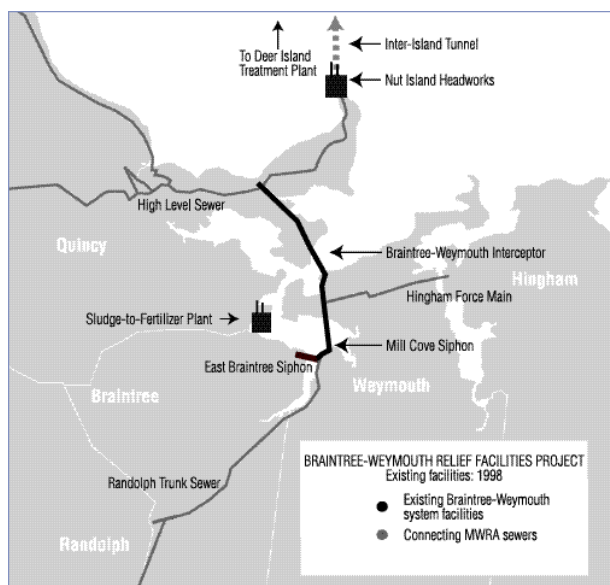 To Deer Island
Treatment Plant
Inter-Island Tunnel
Nut Island Headworks
High Level Sewer
Quincy
Braintree-Weymouth Interceptor
Hingham
Hingham Force Main
Sludge-to-Fertilizer Plant
Mill Cove Siphon
East Braintree Siphon
Weymouth
Braintree
Randolph Trunk Sewer
Randolph
BRAINTREE-WEYMOUTH RELIEF FACILITIES PROJECT
Existing facilities: 1998
Existing Braintree-Weymouth
system facilities
Connecting MWRA sewers